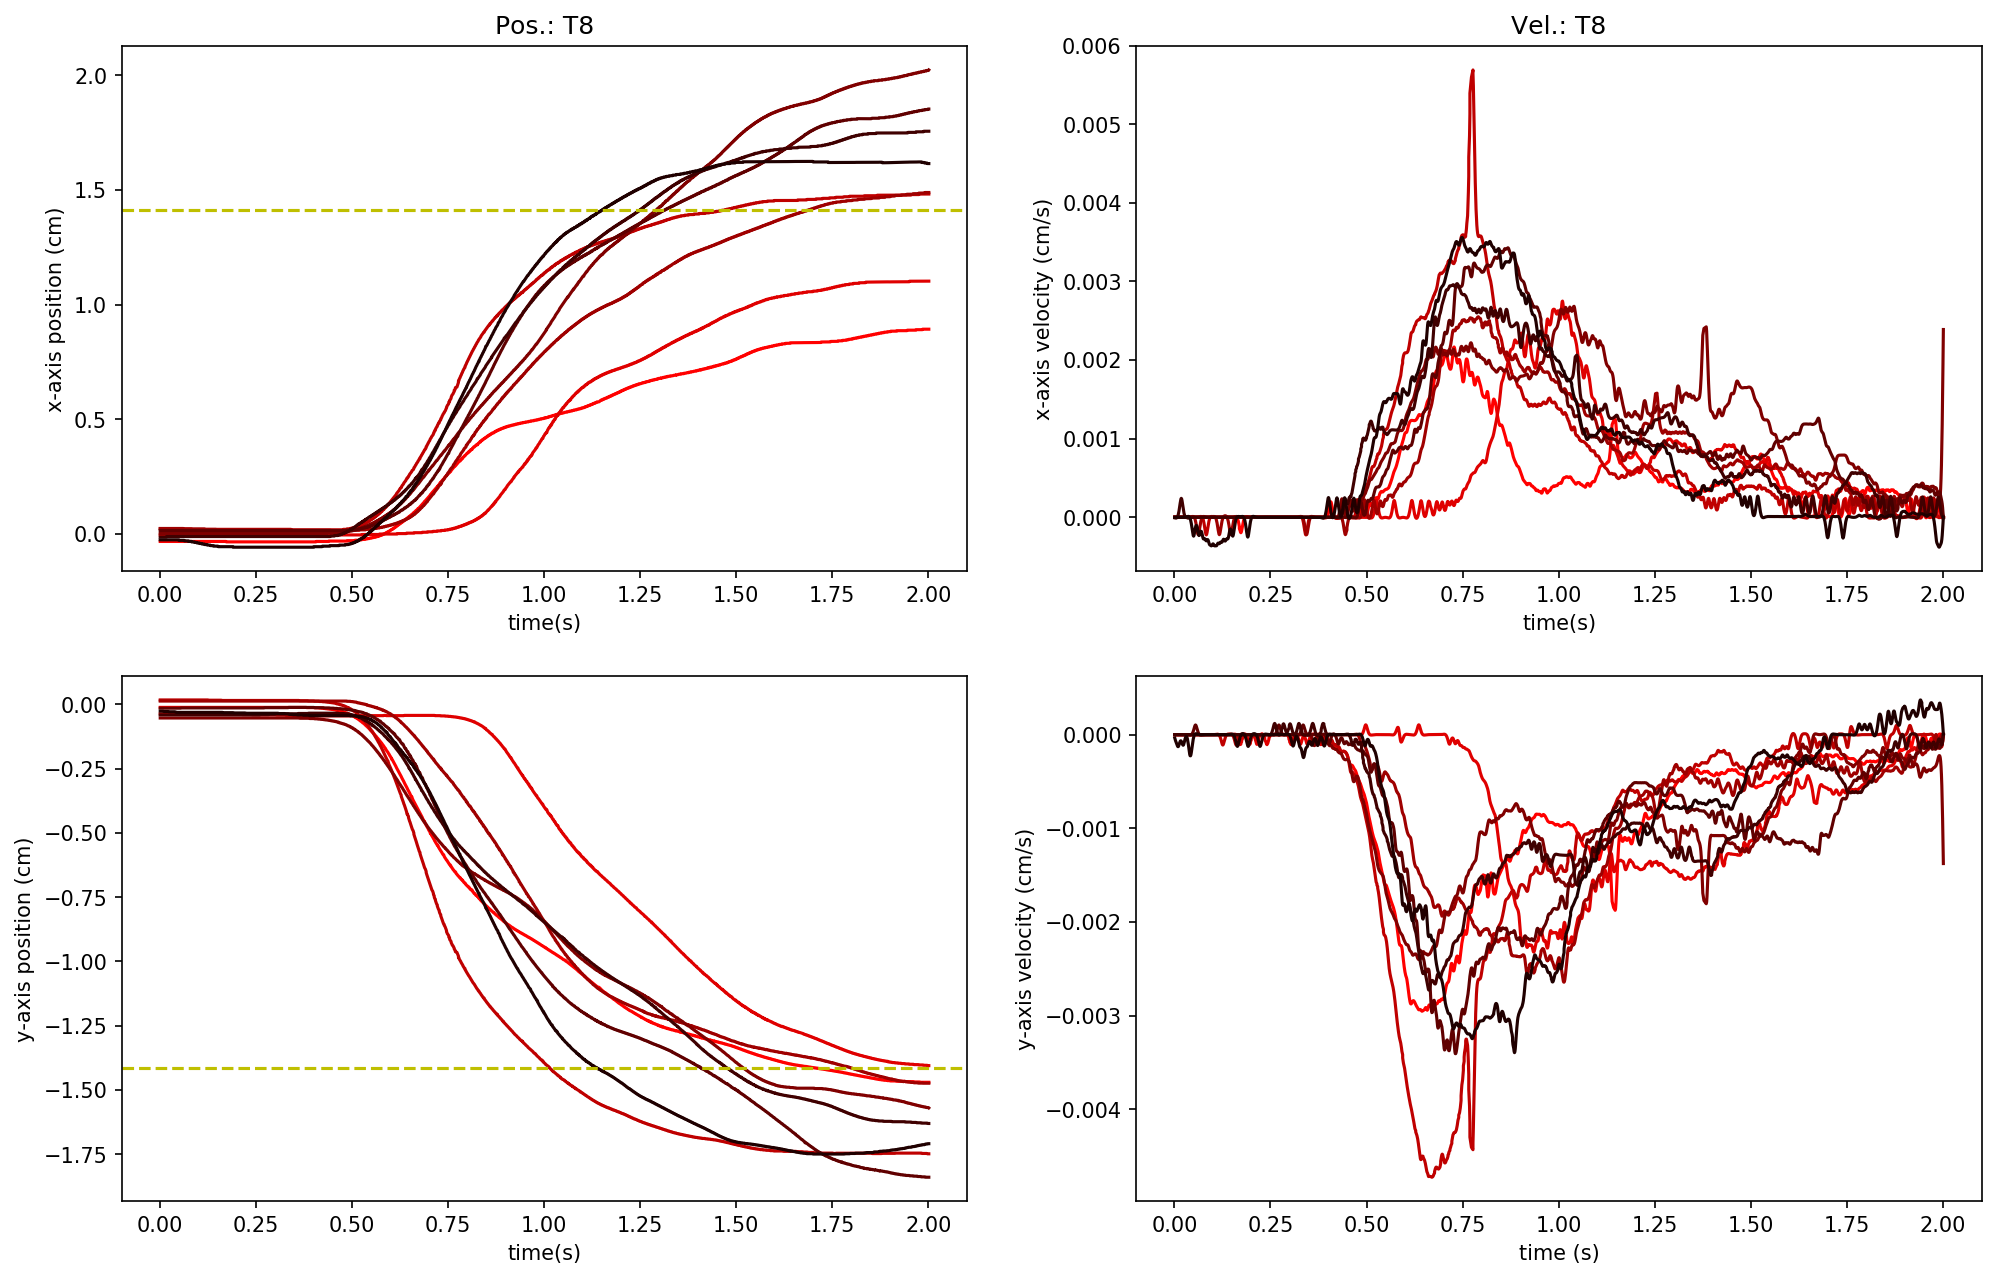 Pos.: T8
2.0
1.5
1.0
0.5
0.0
x-axis position (cm)
0.00 0.25 0.50 0.75 1.00 1.25 1.50 1.75 2.00
time(s)
Vel.: T8
0.006
0.005
0.004
0.003
0.002
0.001
0.000
x-axis velocity (cm/s)
0.00 0.25 0.50 0.75 1.00 1.25 1.50 1.75 2.00
time(s)
0.00
−0.25
−0.50
−0.75
−1.00
−1.25
−1.50
−1.75
y-axis position (cm)
0.00 0.25 0.50 0.75 1.00 1.25 1.50 1.75 2.00
time(s)
0.000
−0.001
−0.002
−0.003
−0.004
y-axis velocity (cm/s)
0.00 0.25 0.50 0.75 1.00 1.25 1.50 1.75 2.00
time (s)